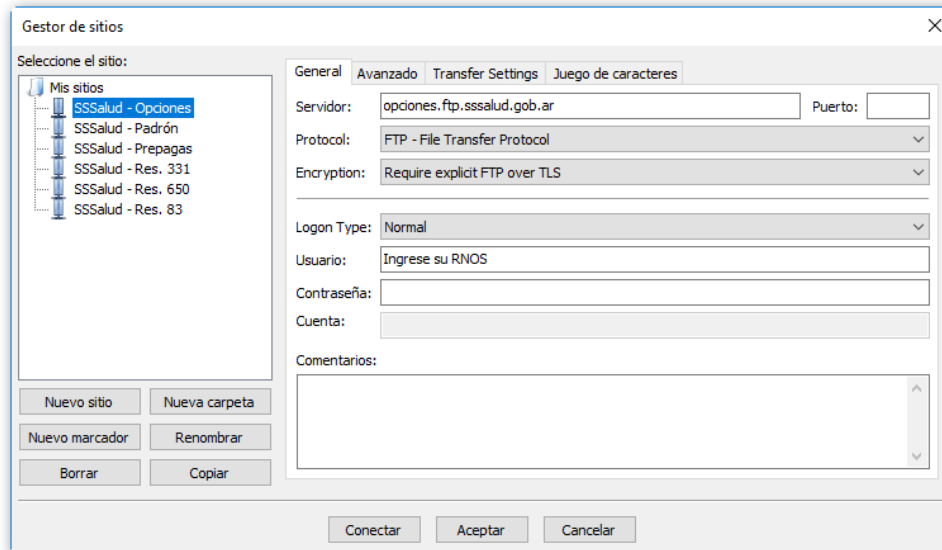 Gestor de sitios
Seleccione el sitio:
Mis sitios
SSSalud - Opciones
SSSalud - Padrón
SSSalud - Prepagas
SSSalud - Res. 331
SSSalud - Res. 650
SSSalud - Res. 83
Nuevo sitio Nueva carpeta
Nuevo marcador Renombrar
Borrar Copiar
General Avanzado Transfer Settings Juego de caracteres
Servidor: opciones.ftp.sssalud.gob.ar Puerto:
Protocol: FTP - File Transfer Protocol
Encryption: Require explicit FTP over TLS
Logon Type: Normal
Usuario: Ingrese su RNOS
Contraseña:
Cuenta:
Comentarios:
Conectar Aceptar Cancelar